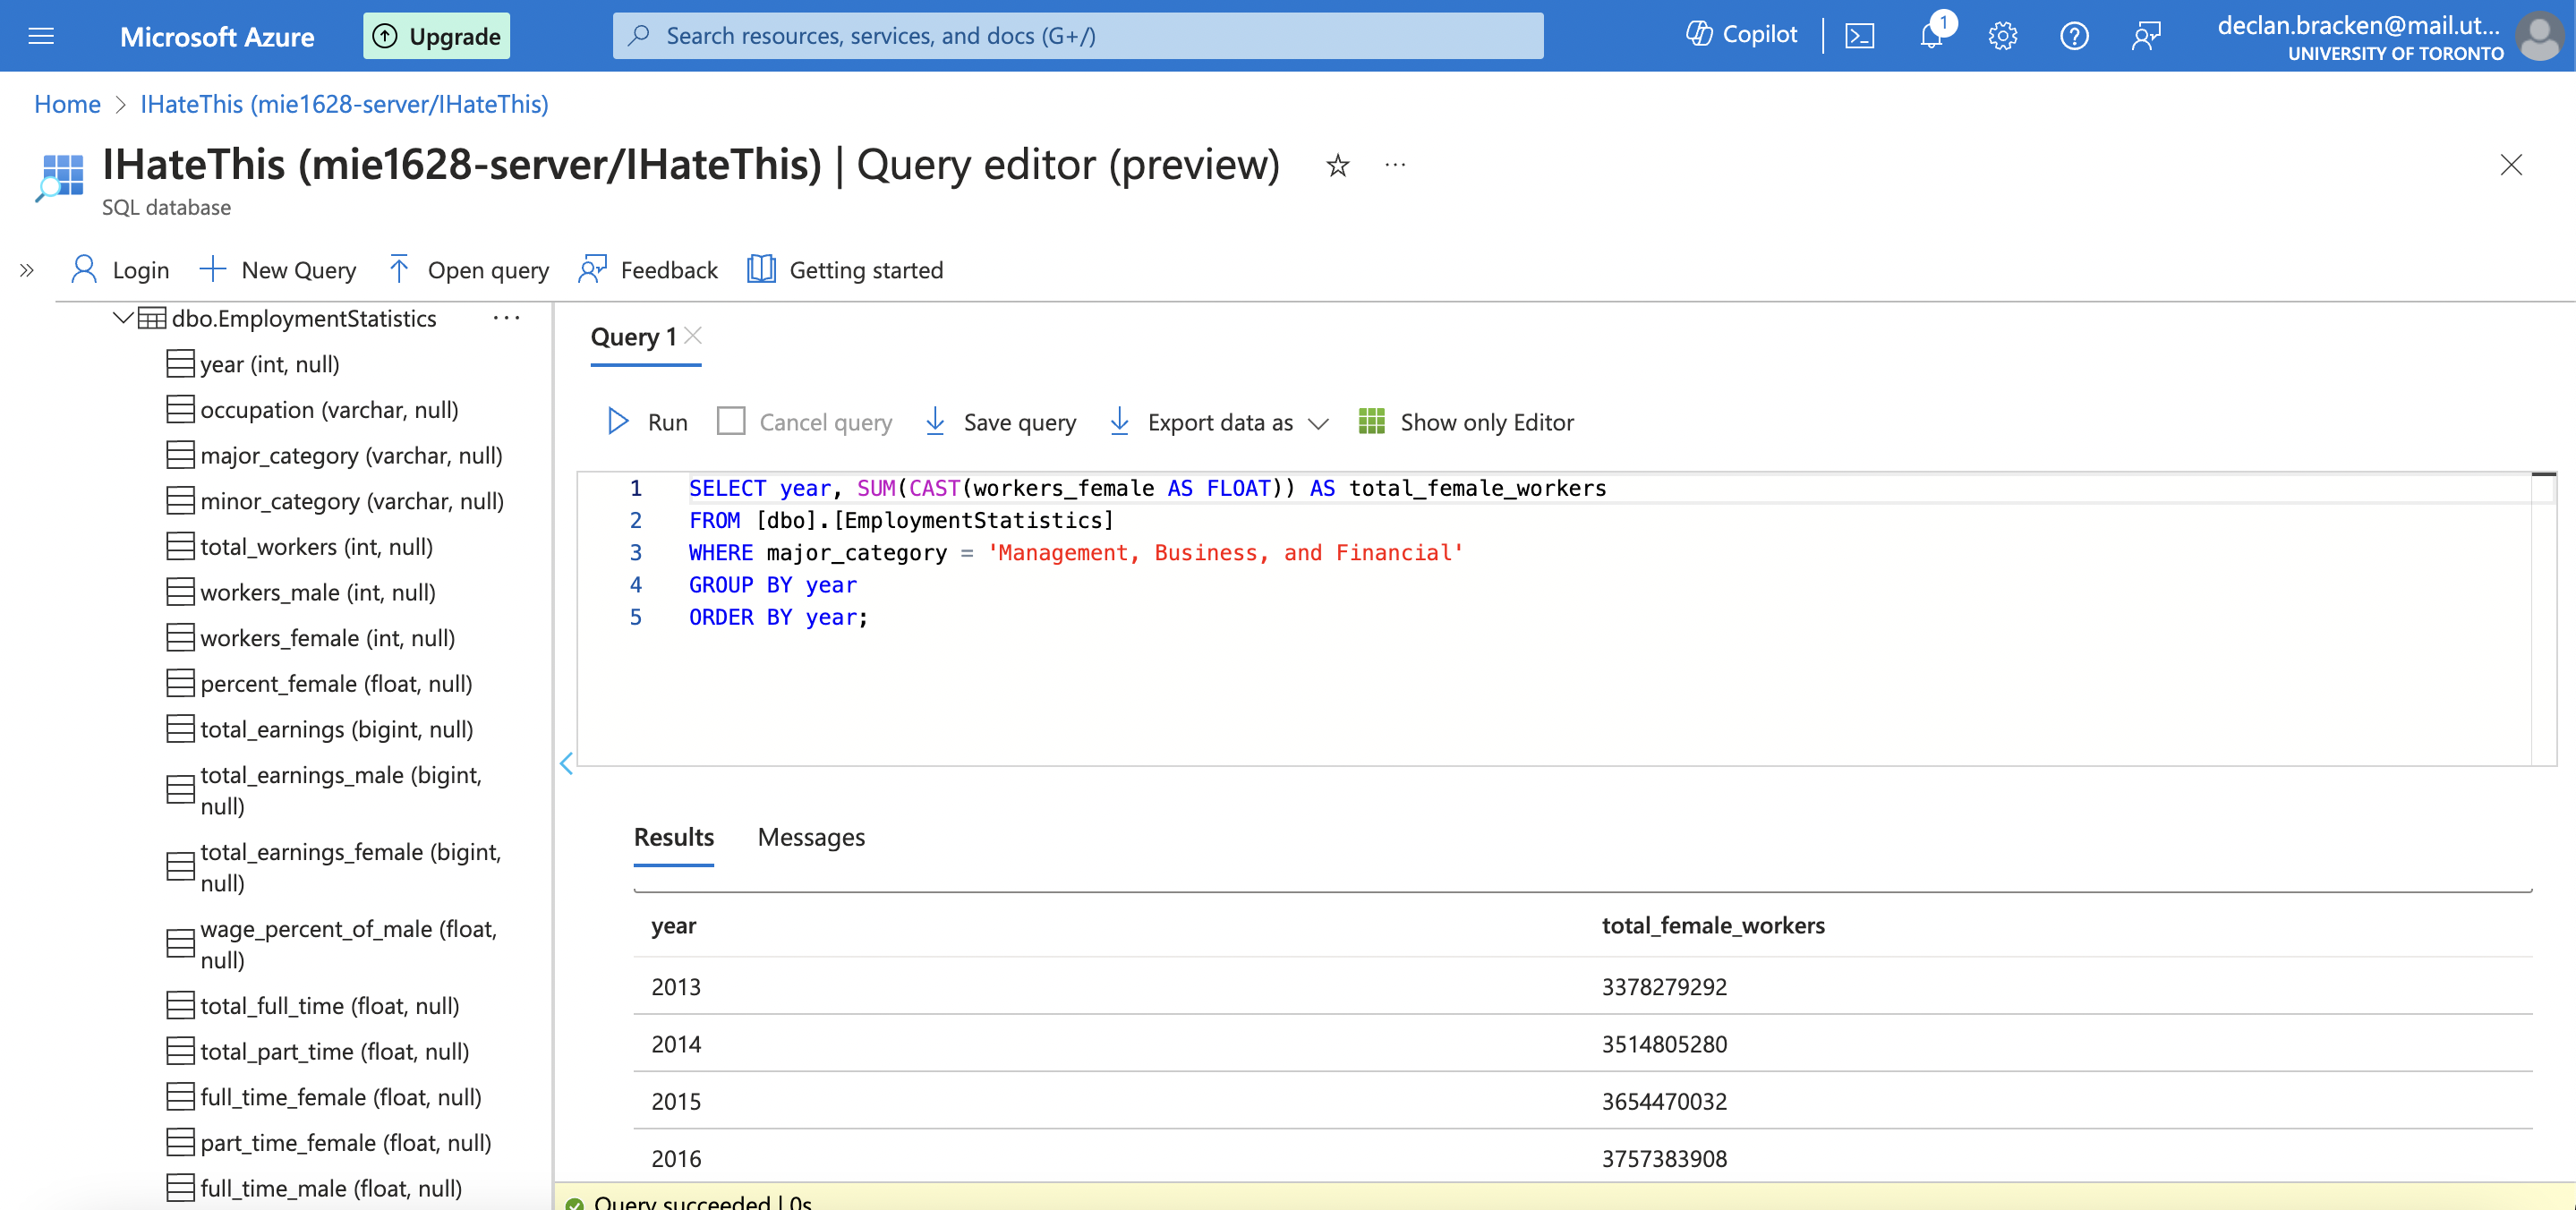 Microsoft Azure
Upgrade
Search resources, services, and docs (G+/)
Copilot
1
declan.bracken@mail.ut...
UNIVERSITY OF TORONTO
Home > IHateThis (mie1628-server/IHateThis)
IHateThis (mie1628-server/IHateThis) | Query editor (preview)
SQL database
Login
New Query
Open query
Feedback
Getting started
dbo.EmploymentStatistics
year (int, null)
occupation (varchar, null)
major_category (varchar, null)
minor_category (varchar, null)
total_workers (int, null)
workers_male (int, null)
workers_female (int, null)
percent_female (float, null)
total_earnings (bigint, null)
total_earnings_male (bigint,
null)
total_earnings_female (bigint,
null)
wage_percent_of_male (float,
null)
total_full_time (float, null)
total_part_time (float, null)
full_time_female (float, null)
part_time_female (float, null)
full_time_male (float, null)
Query 1
Run
Cancel query
Save query
Export data as
Show only Editor
1 SELECT year, SUM(CAST(workers_female AS FLOAT)) AS total_female_workers
2 FROM [dbo].[EmploymentStatistics]
3 WHERE major_category = 'Management, Business, and Financial'
4 GROUP BY year
5 ORDER BY year;
Results
Messages
year total_female_workers
2013 3378279292
2014 3514805280
2015 3654470032
2016 3757383908
Query succeeded | 0s